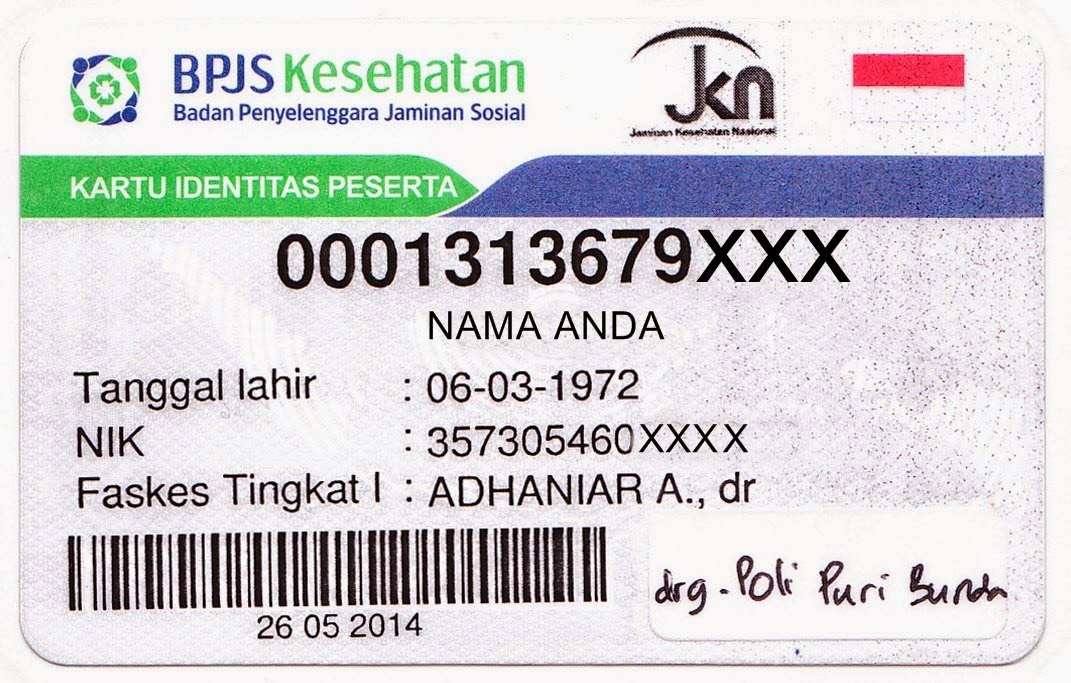 BPJS Kesehatan
Badan Penyelenggara Jaminan Sosial
Jkn
Jaminan Kesehatan Nasional
KARTU IDENTITAS PESERTA
0001313679XXX
NAMA ANDA
Tanggal lahir : 06-03-1972
NIK : 357305460XXXX
Faskes Tingkat I : ADHANIAR A., dr
26 05 2014
drg. Poli Puri Bunda